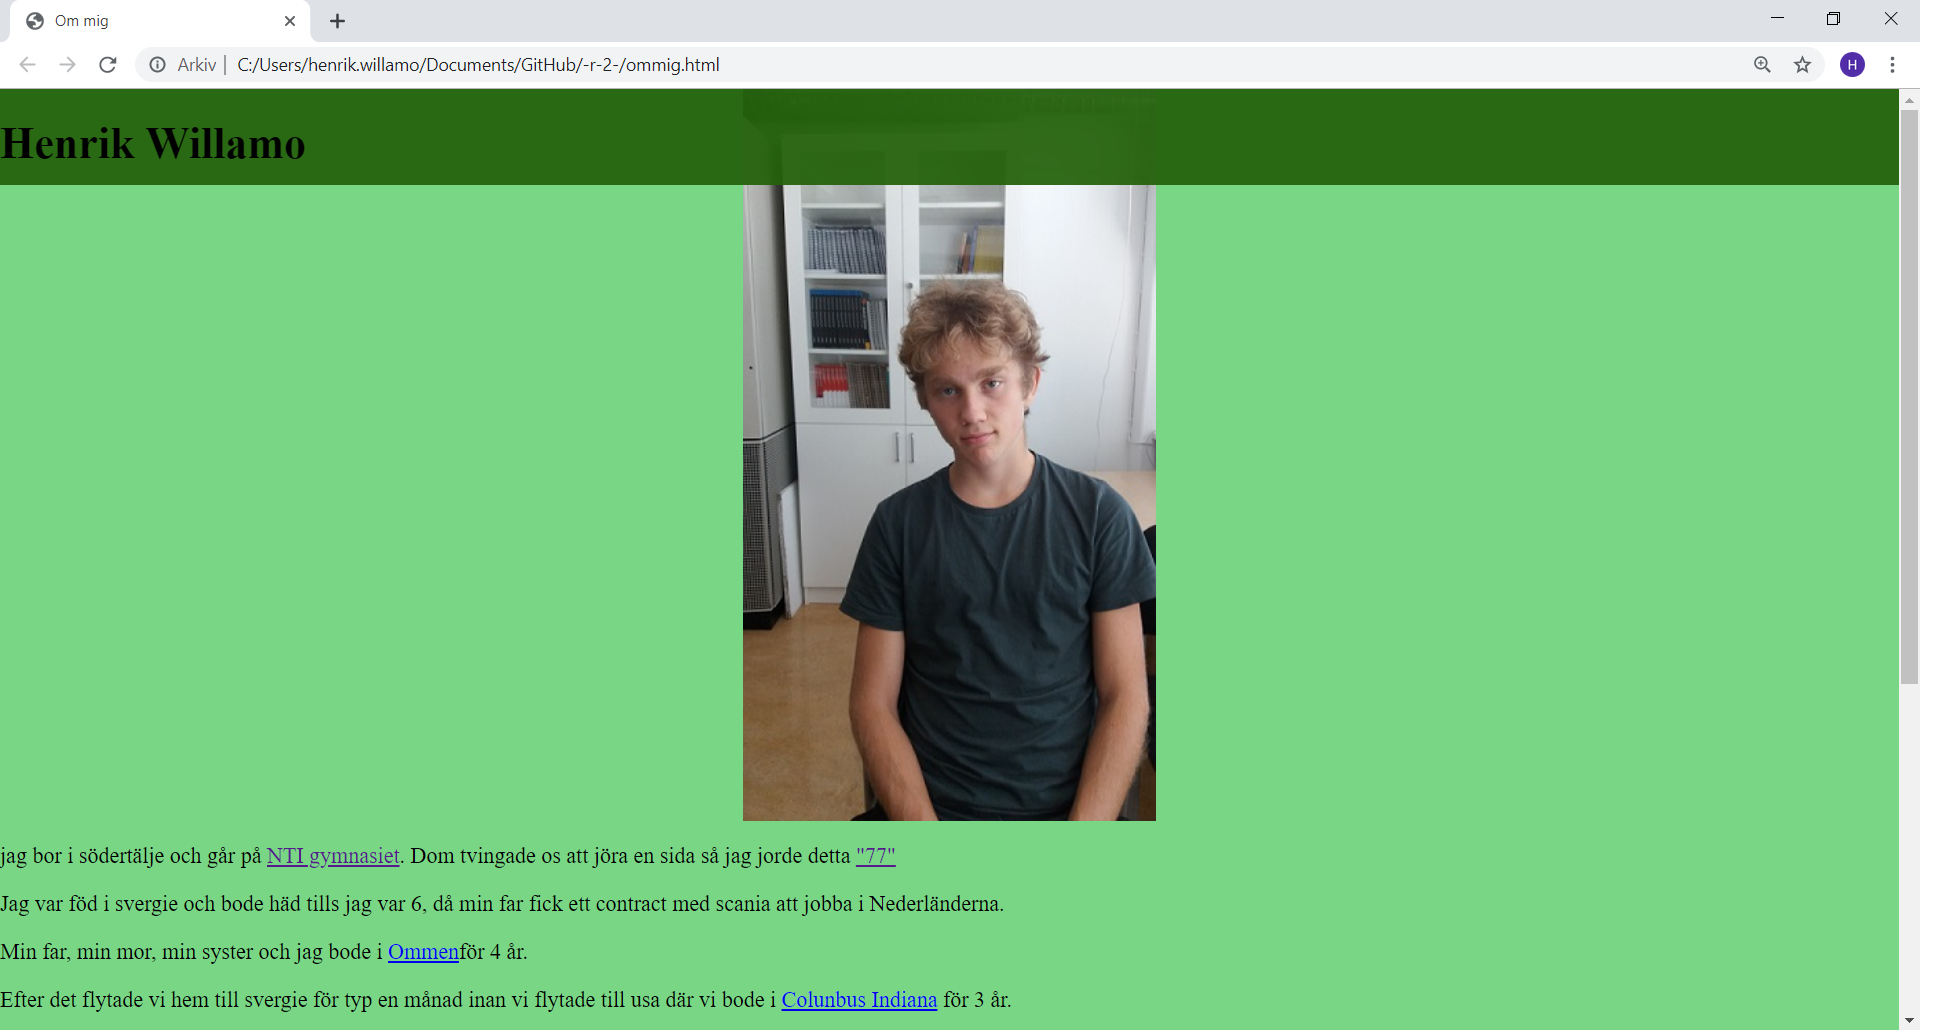 Om mig
Arkiv | C:/Users/henrik.willamo/Documents/GitHub/-r-2-/ommig.html
H
Henrik Willamo
jag bor i södertälje och går på NTI gymnasiet. Dom tvingade os att jöra en sida så jag jorde detta "77"
Jag var föd i svergie och bode häd tills jag var 6, då min far fick ett contract med scania att jobba i Nederländerna.
Min far, min mor, min syster och jag bode i Ommenför 4 år.
Efter det flytade vi hem till svergie för typ en månad inan vi flytade till usa där vi bode i Colunbus Indiana för 3 år.